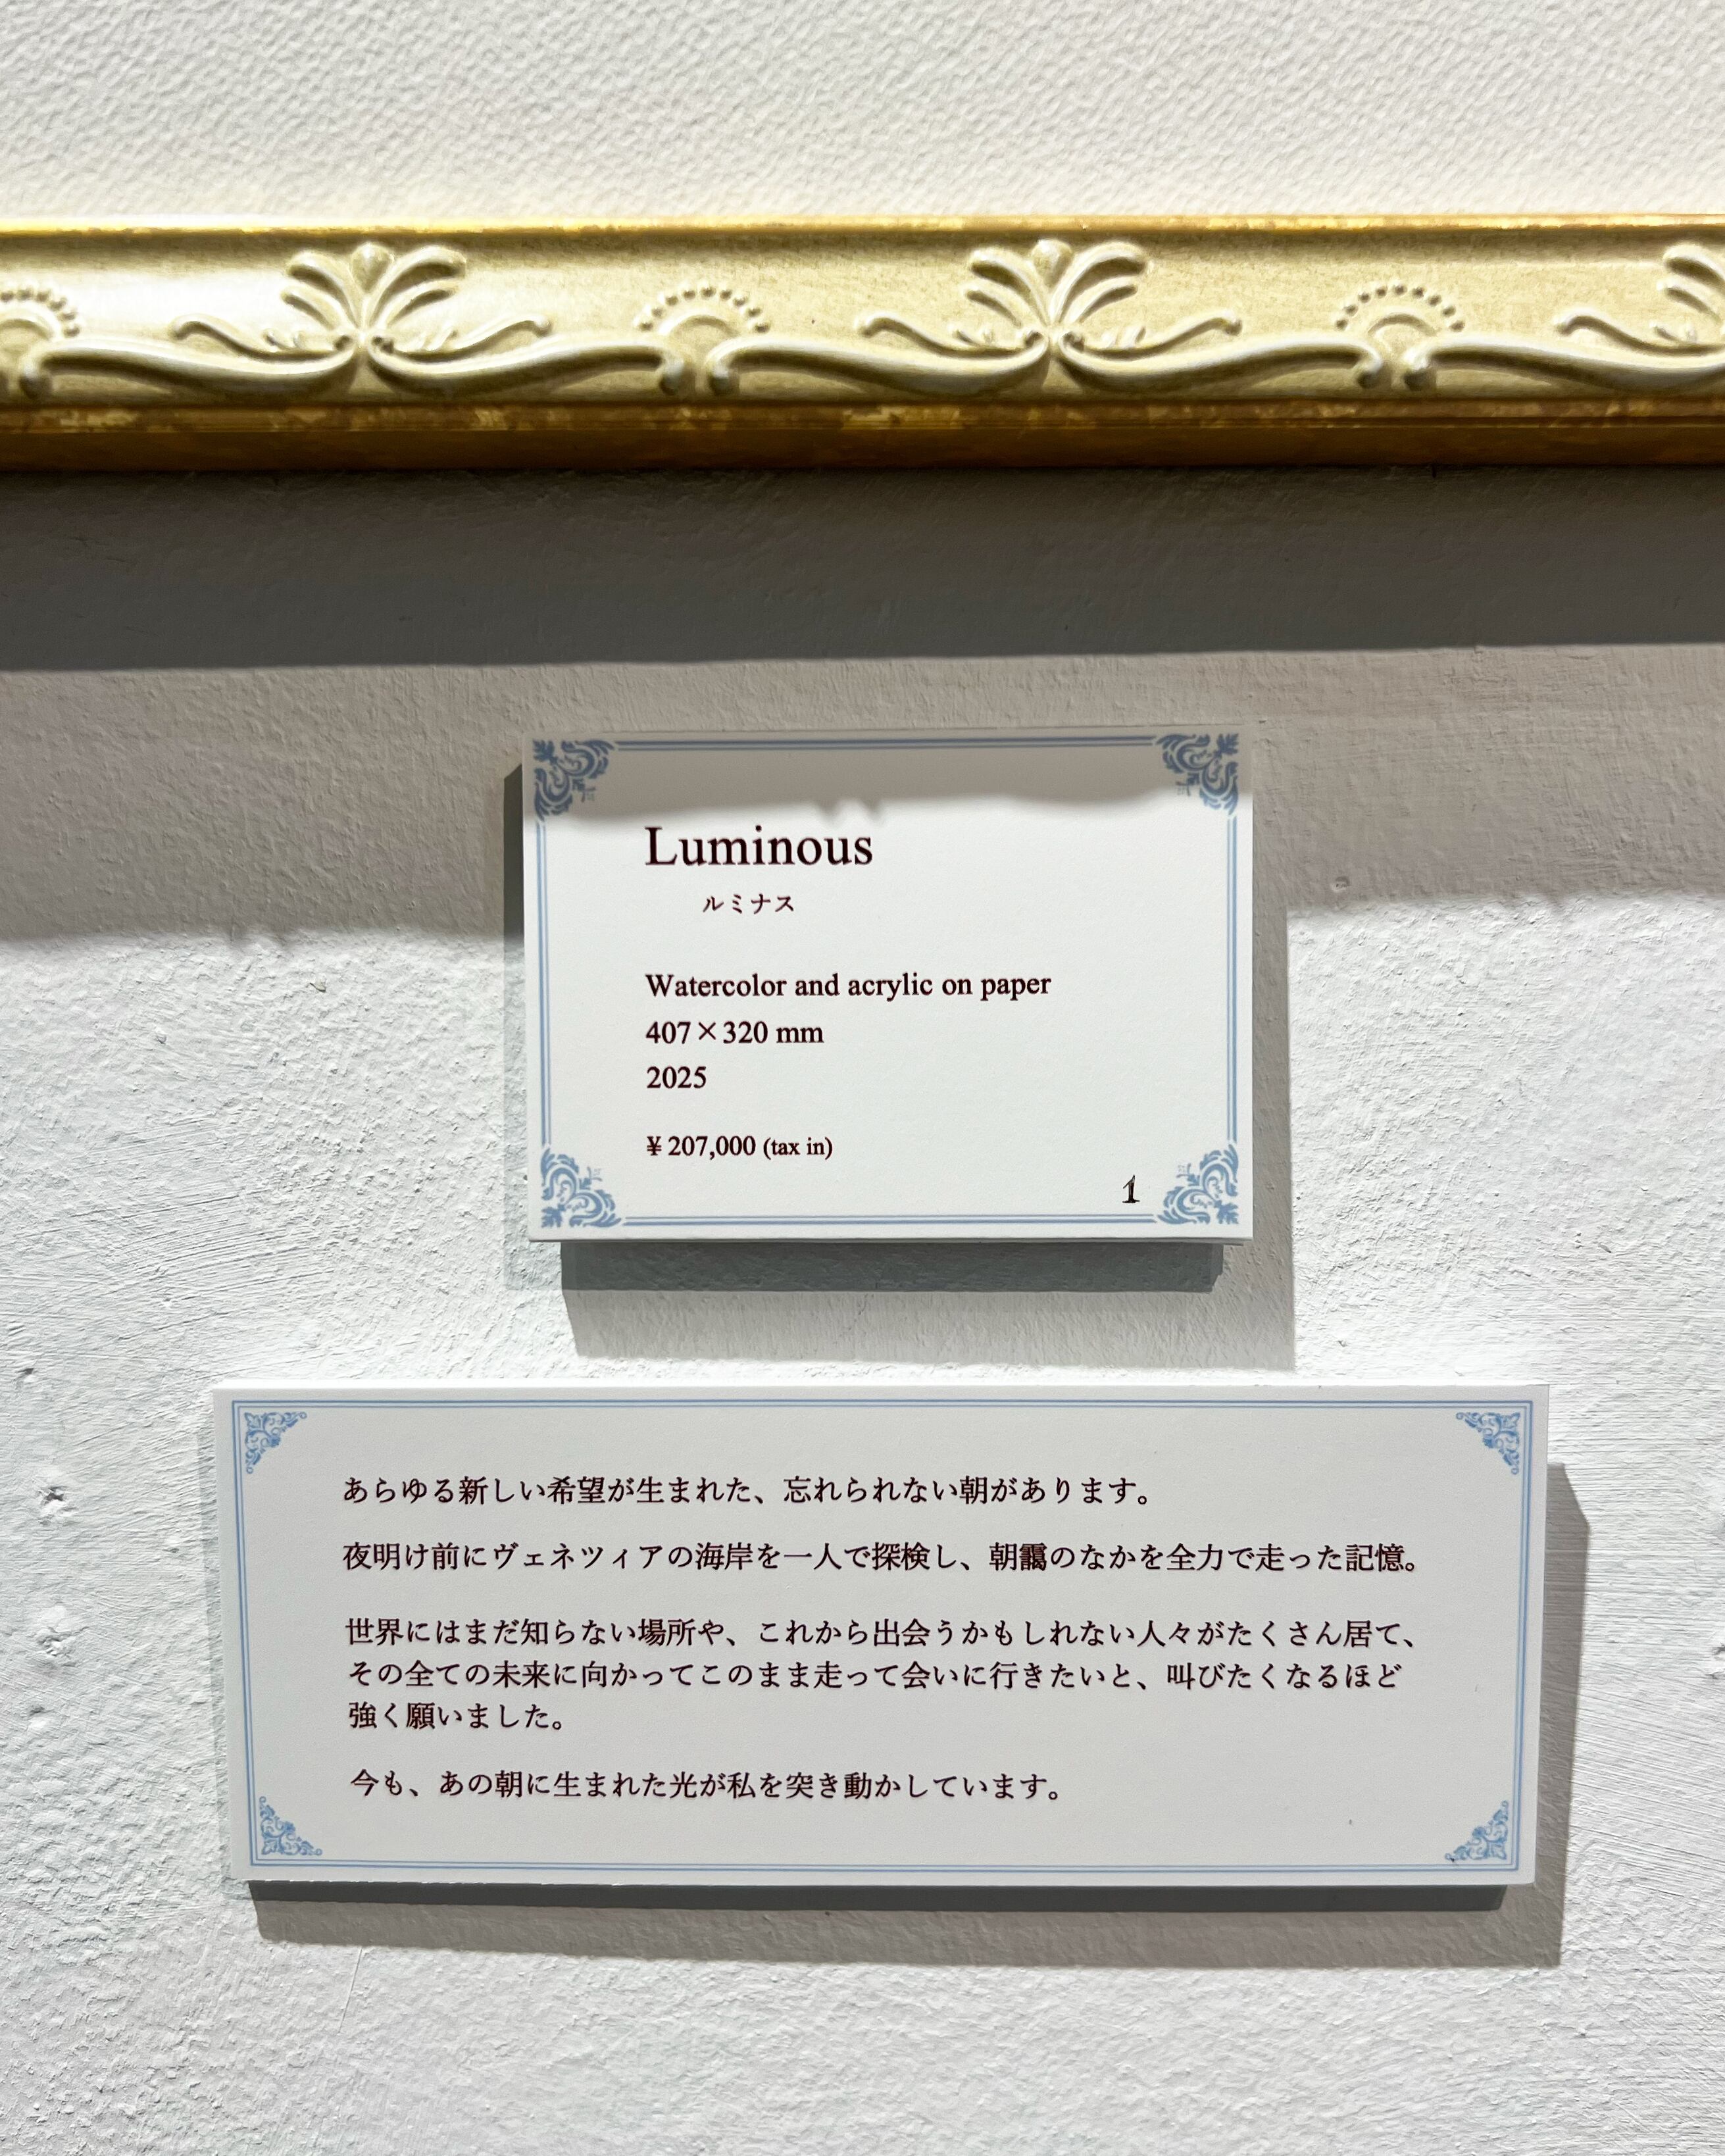 Luminous
ルミナス
Watercolor and acrylic on paper
407×320 mm
2025
¥ 207,000 (tax in)
1
あらゆる新しい希望が生まれた、忘れられない朝があります。
夜明け前にヴェネツィアの海岸を一人で探検し、朝靄のなかを全力で走った記憶。
世界にはまだ知らない場所や、これから出会うかもしれない人々がたくさん居て、
その全ての未来に向かってこのまま走って会いに行きたいと、叫びたくなるほど
強く願いました。
今も、あの朝に生まれた光が私を突き動かしています。